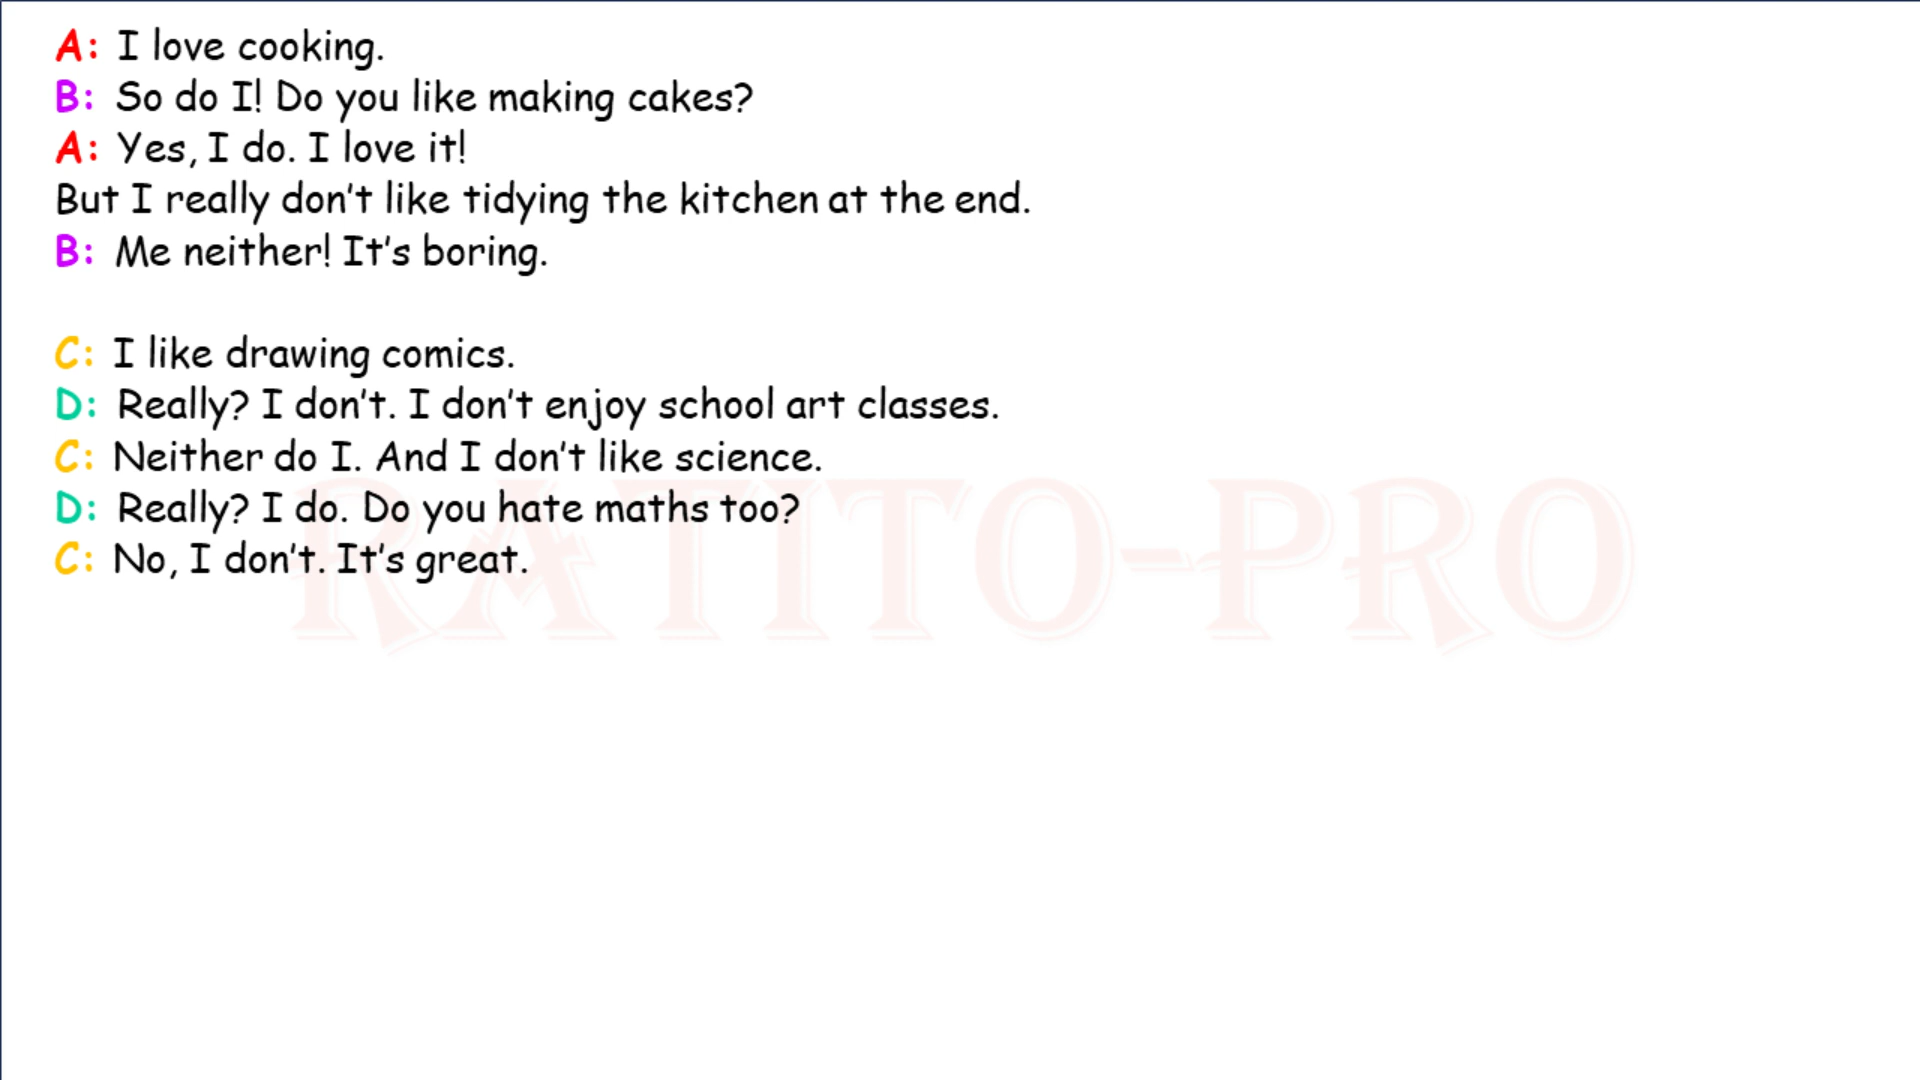 A: I love cooking.
B: So do I! Do you like making cakes?
A: Yes, I do. I love it!
But I really don't like tidying the kitchen at the end.
B: Me neither! It's boring.
C: I like drawing comics.
D: Really? I don't. I don't enjoy school art classes.
C: Neither do I. And I don't like science.
D: Really? I do. Do you hate maths too?
C: No, I don't. It's great.
RATITO-PRO